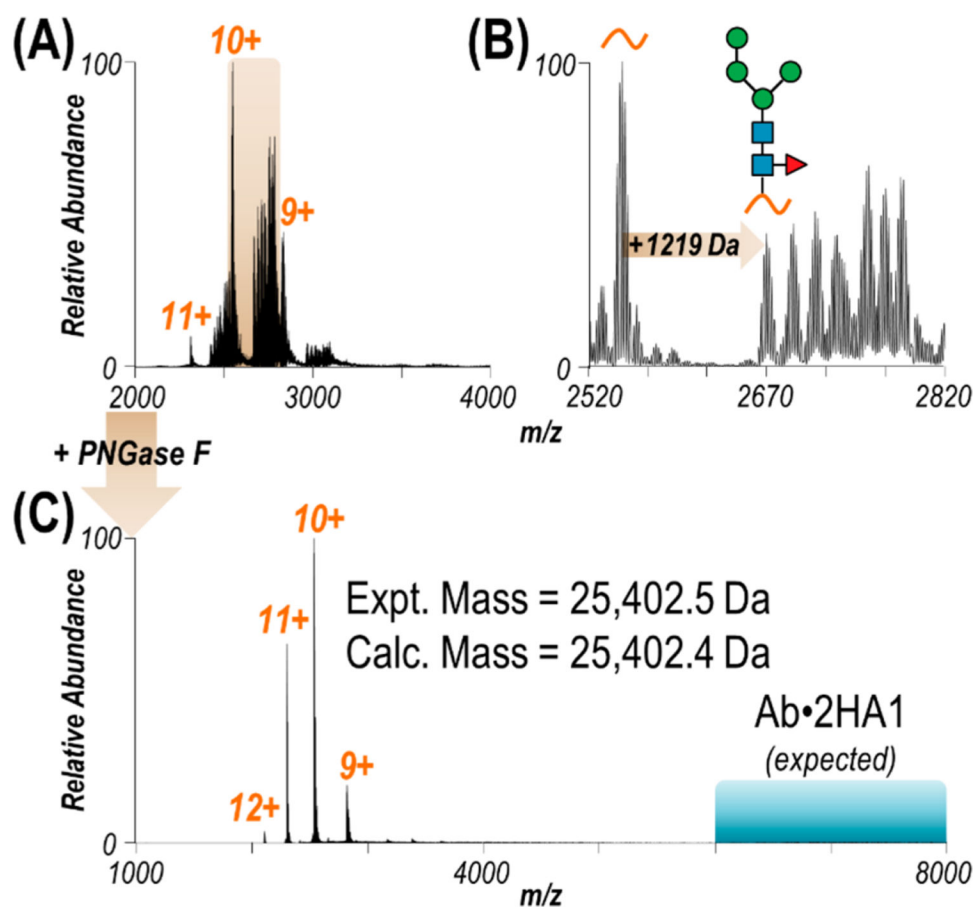 (A)
10+
100
Relative Abundance
11+
9+
0
2000
3000
4000
m/z
(B)
100
+1219 Da
0
2520
2670
2820
+ PNGase F
(C)
10+
100
Relative Abundance
11+
12+
9+
Expt. Mass = 25,402.5 Da
Calc. Mass = 25,402.4 Da
Ab•2HA1
(expected)
0
1000
4000
8000
m/z